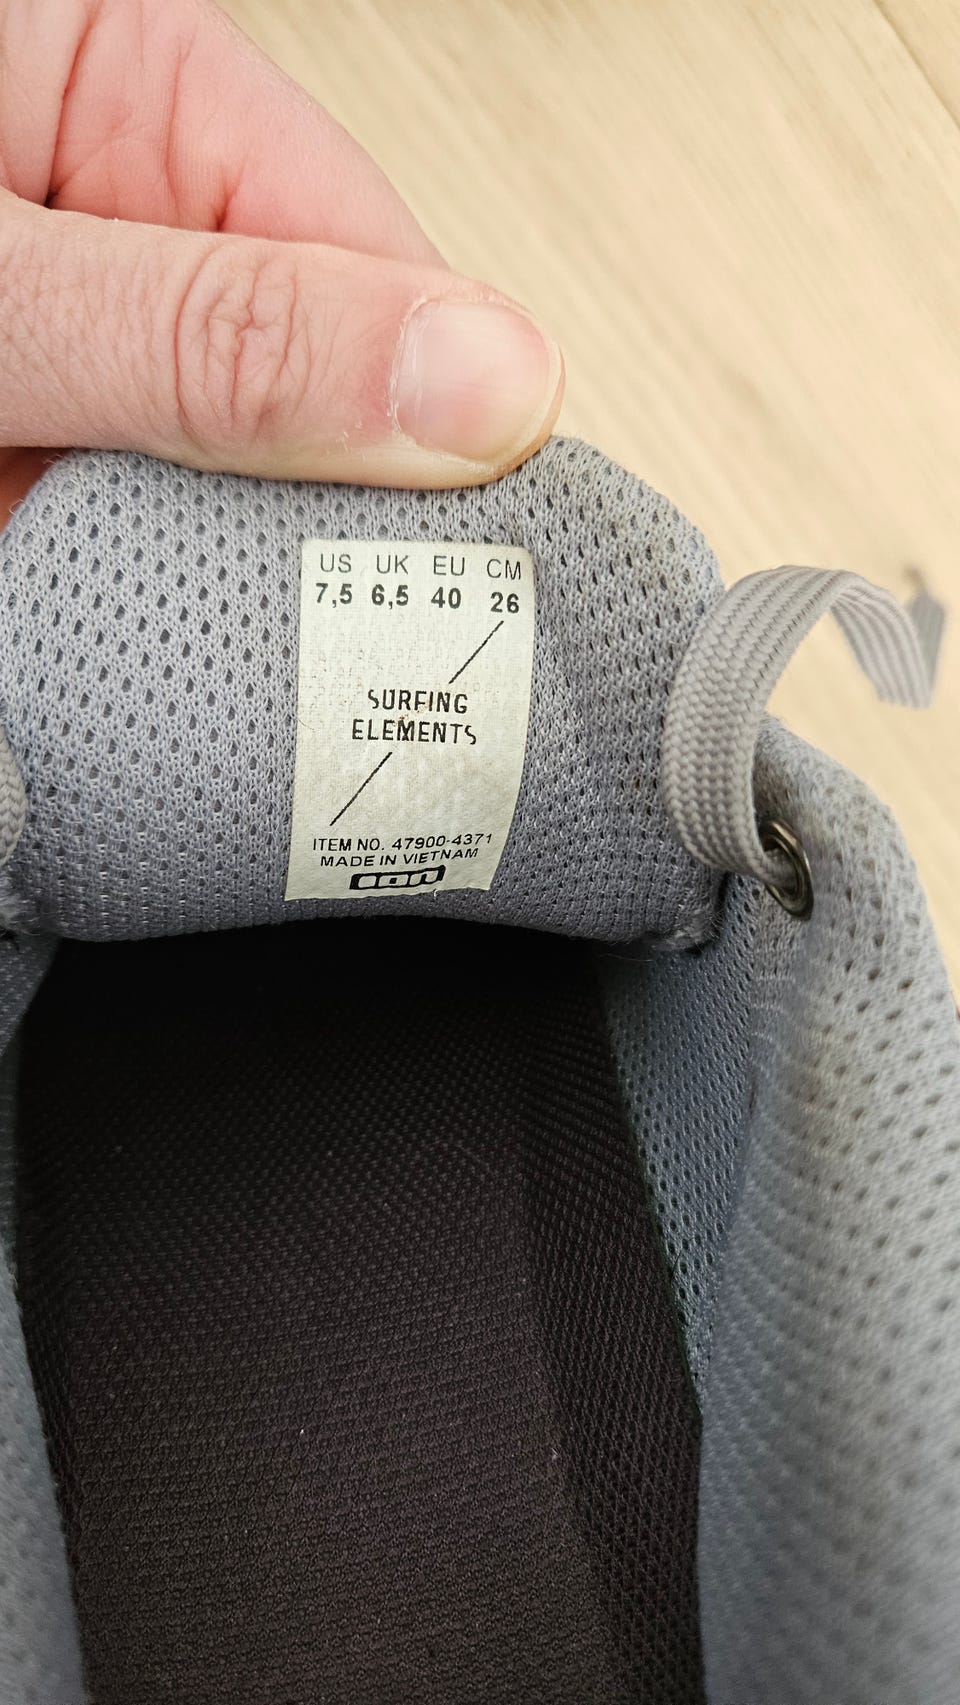 US UK EU CM
7,5 6,5 40 26
SURFING
ELEMENTS
ITEM NO. 47900-4371
MADE IN VIETNAM
ION